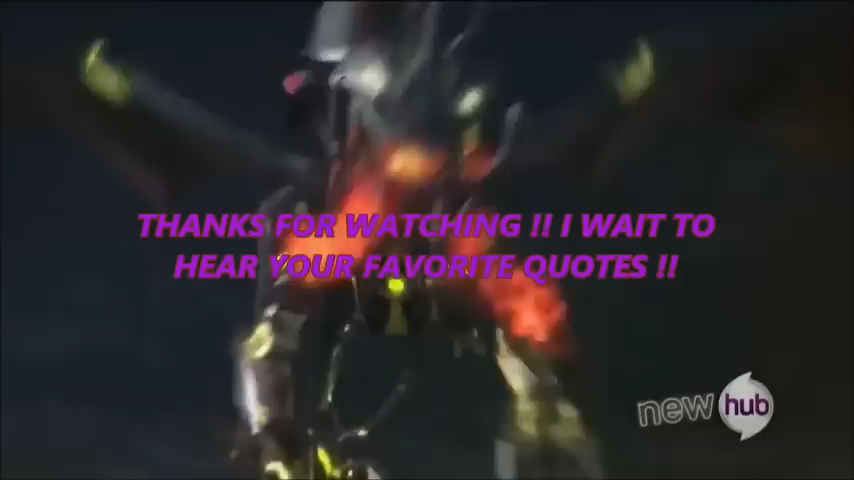 THANKS FOR WATCHING !! I WAIT TO
HEAR YOUR FAVORITE QUOTES !!
new hub